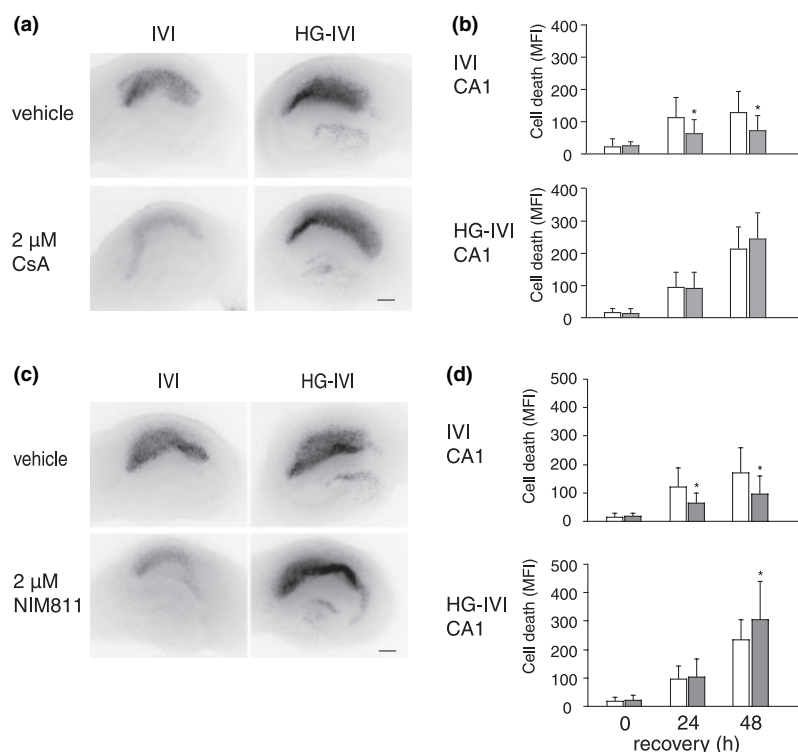 (a)
IVI HG-IVI
vehicle
2 µM
CsA
(b)
IVI
CA1
Cell death (MFI)
400
300
200
100
0
* *
HG-IVI
CA1
Cell death (MFI)
400
300
200
100
0
(c)
IVI HG-IVI
vehicle
2 µM
NIM811
(d)
IVI
CA1
Cell death (MFI)
500
400
300
200
100
0
* *
HG-IVI
CA1
Cell death (MFI)
500
400
300
200
100
0
*
0 24 48
recovery (h)